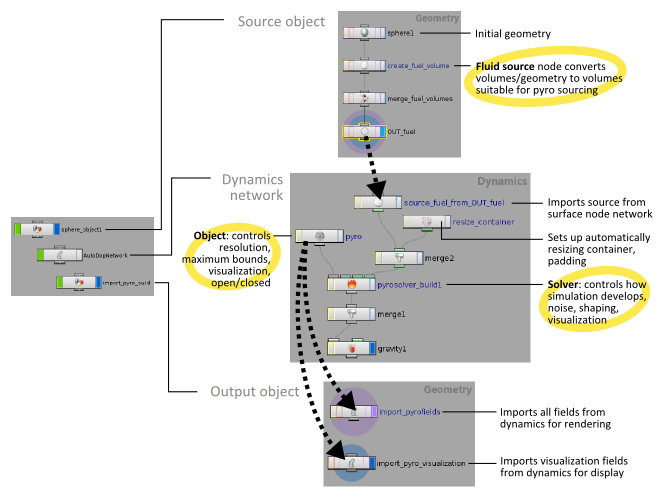 Source object
Geometry
sphere1
Initial geometry
create_fuel_volume
Fluid source node converts
volumes/geometry to volumes
suitable for pyro sourcing
merge_fuel_volumes
OUT_fuel
Dynamics
network
Dynamics
source_fuel_from_OUT_fuel
Imports source from
surface node network
resize_container
Sets up automatically
resizing container,
padding
sphere_object1
AutoDopNetwork
import_pyro_build
Object: controls
resolution,
maximum bounds,
visualization,
open/closed
pyro
merge2
pyrosolver_build1
Solver: controls how
simulation develops,
noise, shaping,
visualization
merge1
gravity1
Output object
Geometry
import_pyrofields
Imports all fields from
dynamics for rendering
import_pyro_visualization
Imports visualization fields
from dynamics for display